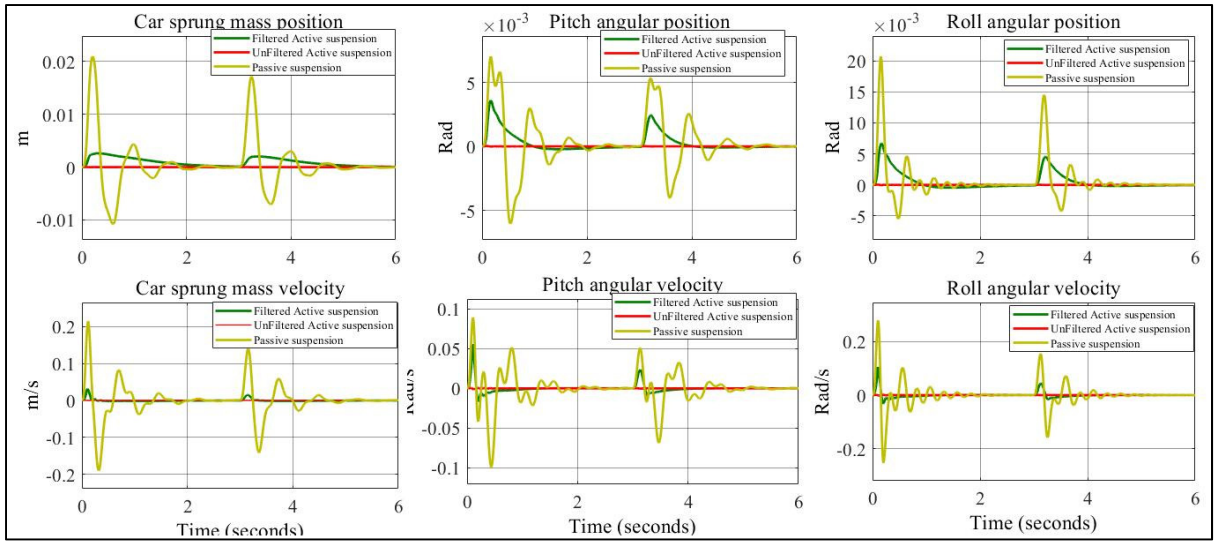 Car sprung mass position
Filtered Active suspension
UnFiltered Active suspension
Passive suspension
0.02
0.01
0
-0.01
m
0 2 4 6
Pitch angular position
×10⁻³
Filtered Active suspension
UnFiltered Active suspension
Passive suspension
5
0
-5
Rad
0 2 4 6
Roll angular position
×10⁻³
Filtered Active suspension
UnFiltered Active suspension
Passive suspension
20
15
10
5
0
-5
Rad
0 2 4 6
Car sprung mass velocity
Filtered Active suspension
UnFiltered Active suspension
Passive suspension
0.2
0.1
0
-0.1
-0.2
m/s
0 2 4 6
Time (seconds)
Pitch angular velocity
Filtered Active suspension
UnFiltered Active suspension
Passive suspension
0.1
0.05
0
-0.05
-0.1
Rad/s
0 2 4 6
Time (seconds)
Roll angular velocity
Filtered Active suspension
UnFiltered Active suspension
Passive suspension
0.2
0
-0.2
Rad/s
0 2 4 6
Time (seconds)